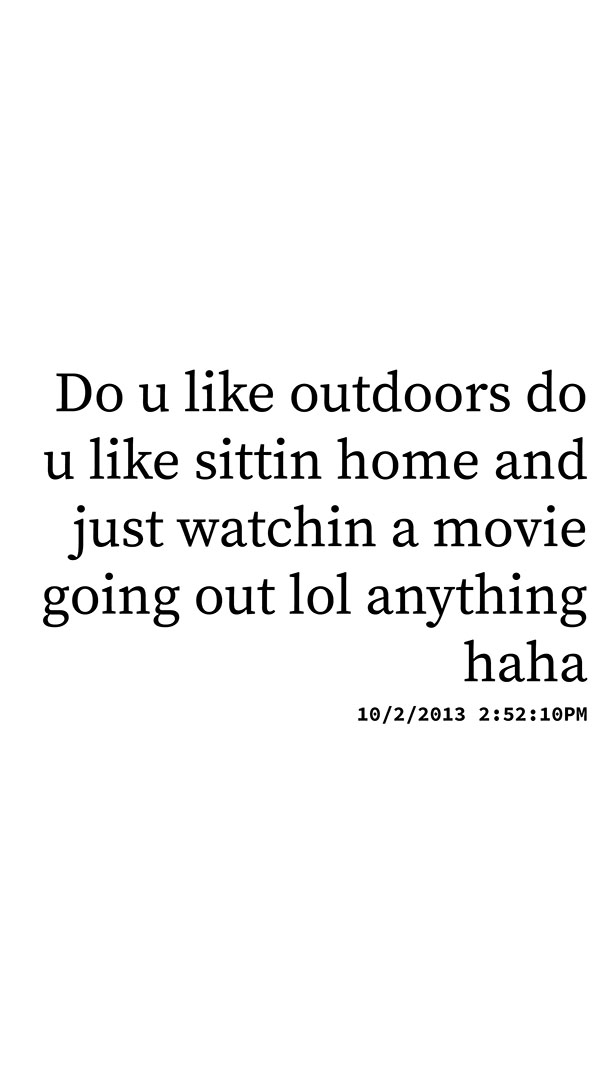 Do u like outdoors do
u like sittin home and
just watchin a movie
going out lol anything
haha
10/2/2013 2:52:10PM